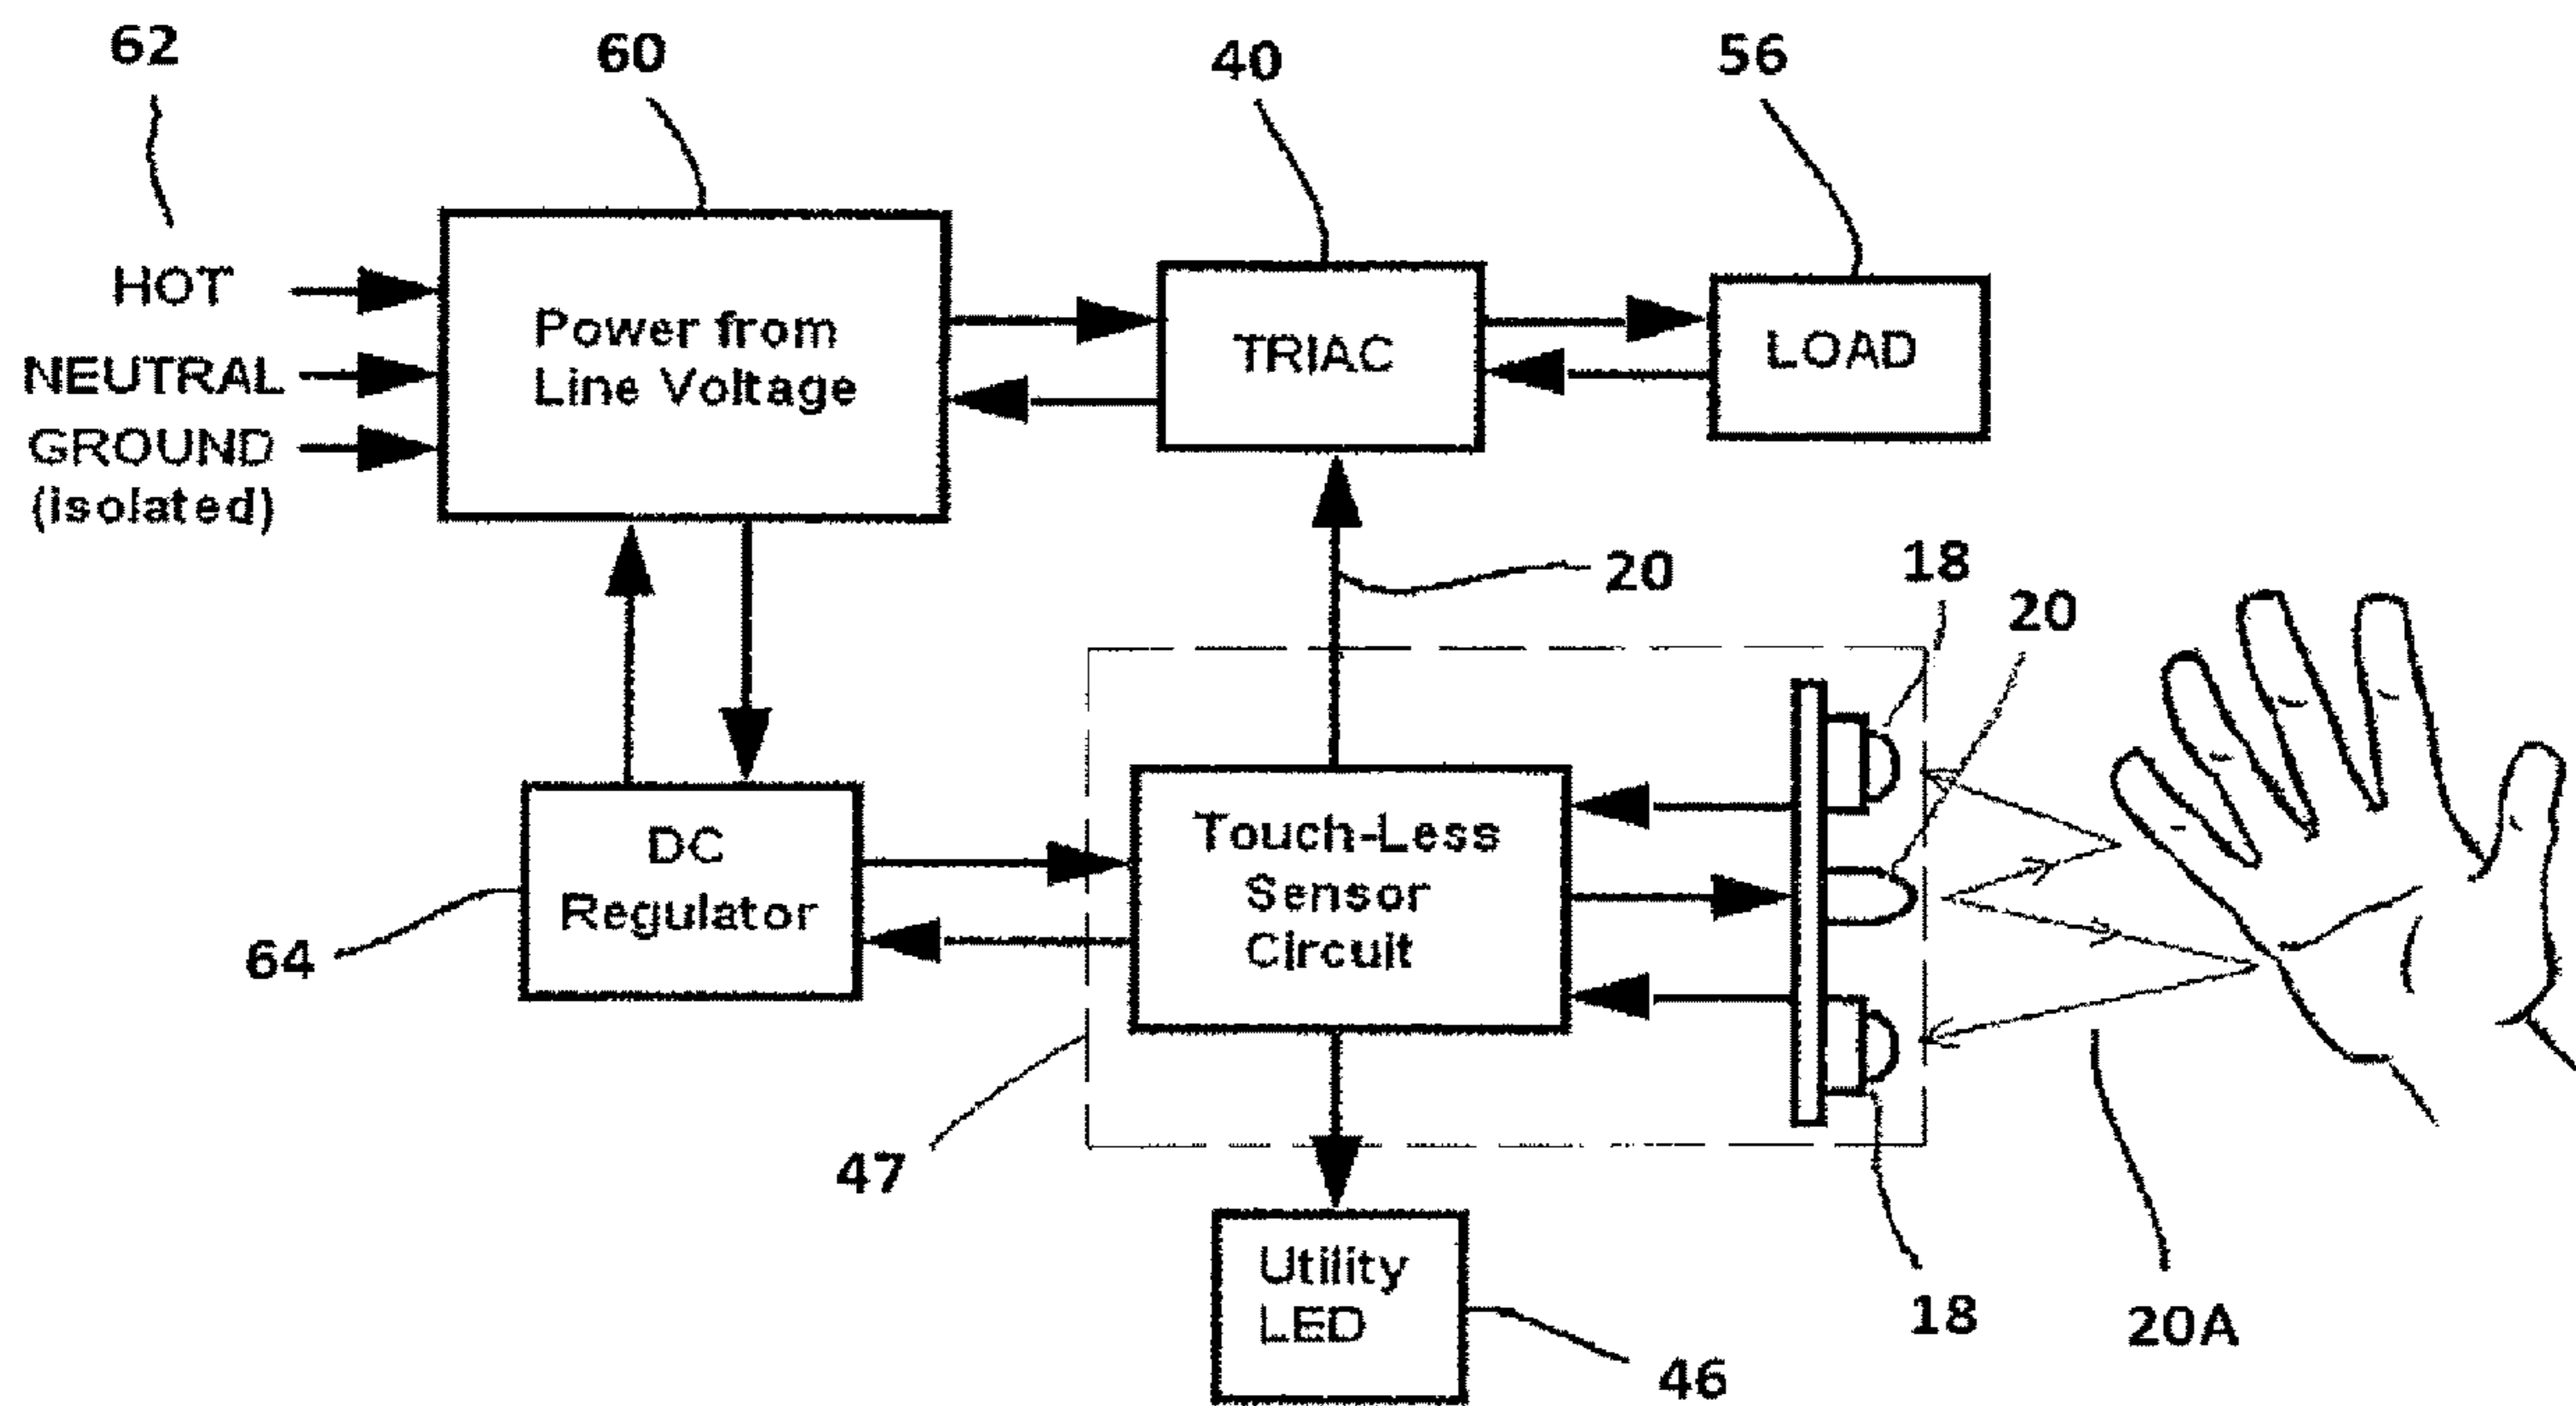 62
60
40
56
HOT
NEUTRAL
GROUND
(isolated)
Power from
Line Voltage
TRIAC
LOAD
20
18
20
DC
Regulator
64
Touch-Less
Sensor
Circuit
47
Utility
LED
46
18
20A